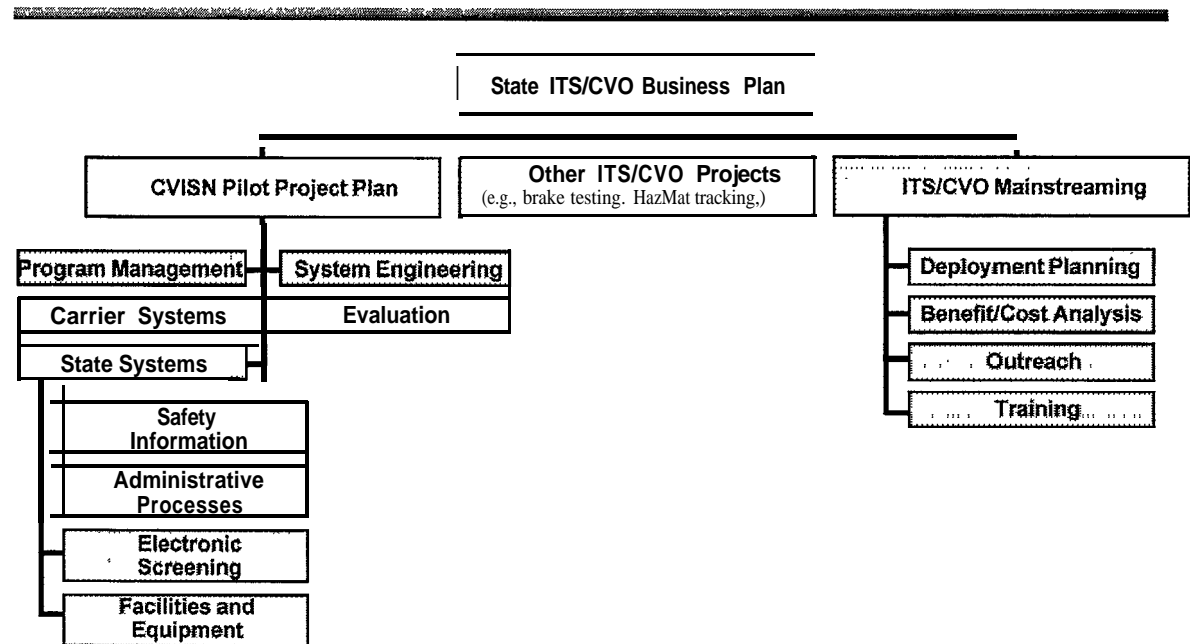 State ITS/CVO Business Plan
CVISN Pilot Project Plan
Other ITS/CVO Projects
(e.g., brake testing. HazMat tracking,)
ITS/CVO Mainstreaming
Program Management
System Engineering
Carrier Systems
Evaluation
State Systems
Safety
Information
Administrative
Processes
Electronic
Screening
Facilities and
Equipment
Deployment Planning
Benefit/Cost Analysis
Outreach
Training